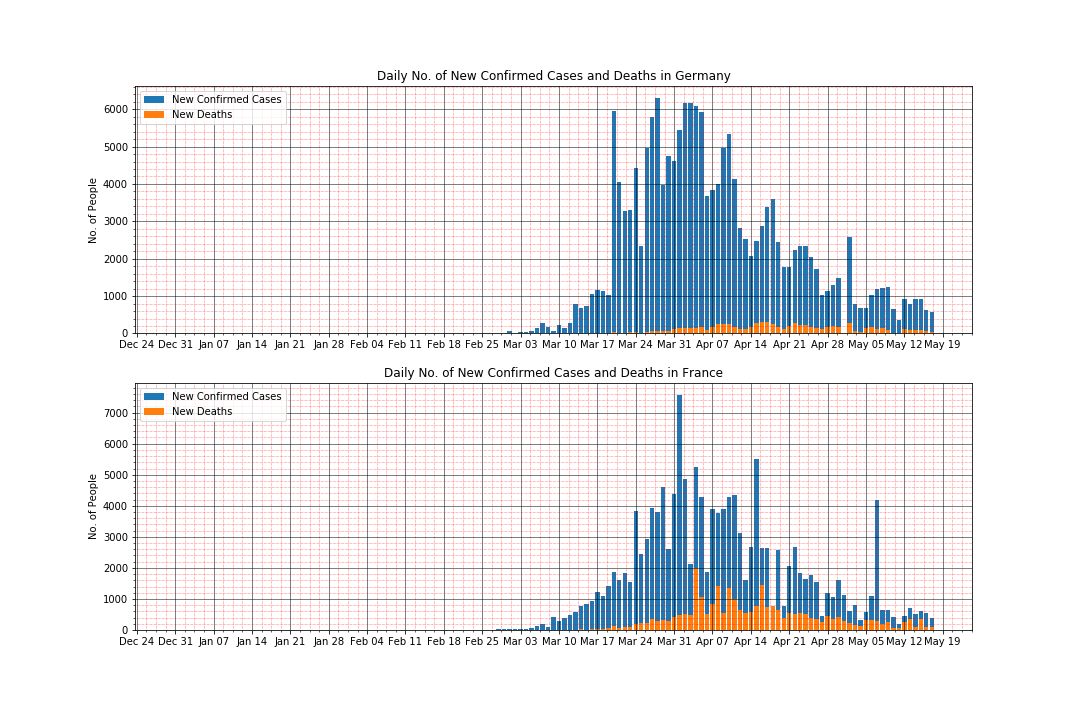 Daily No. of New Confirmed Cases and Deaths in Germany
New Confirmed Cases
New Deaths
No. of People
6000
5000
4000
3000
2000
1000
0
Dec 24 Dec 31 Jan 07 Jan 14 Jan 21 Jan 28 Feb 04 Feb 11 Feb 18 Feb 25 Mar 03 Mar 10 Mar 17 Mar 24 Mar 31 Apr 07 Apr 14 Apr 21 Apr 28 May 05 May 12 May 19
Daily No. of New Confirmed Cases and Deaths in France
New Confirmed Cases
New Deaths
No. of People
7000
6000
5000
4000
3000
2000
1000
0
Dec 24 Dec 31 Jan 07 Jan 14 Jan 21 Jan 28 Feb 04 Feb 11 Feb 18 Feb 25 Mar 03 Mar 10 Mar 17 Mar 24 Mar 31 Apr 07 Apr 14 Apr 21 Apr 28 May 05 May 12 May 19